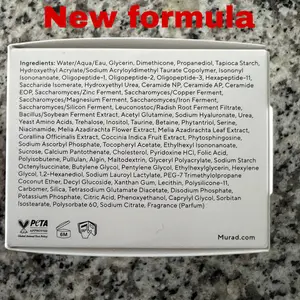 New formula
Ingredients: Water/Aqua/Eau, Glycerin, Dimethicone, Propanediol, Tapioca Starch,
Hydroxyethyl Acrylate/Sodium Acryloyldimethyl Taurate Copolymer, Isononyl
Isononanoate, Oligopeptide-1, Oligopeptide-2, Oligopeptide-3, Hexapeptide-11,
Saccharide Isomerate, Hydroxyethyl Urea, Ceramide NP, Ceramide AP, Ceramide
EOP, Saccharomyces/Zinc Ferment, Saccharomyces/Copper Ferment,
Saccharomyces/Magnesium Ferment, Saccharomyces/Iron Ferment,
Saccharomyces/Silicon Ferment, Leuconostoc/Radish Root Ferment Filtrate,
Bacillus/Soybean Ferment Extract, Acetyl Glutamine, Sodium Hyaluronate, Urea,
Yeast Amino Acids, Trehalose, Inositol, Taurine, Betaine, Phytantriol, Serine,
Niacinamide, Melia Azadirachta Flower Extract, Melia Azadirachta Leaf Extract,
Corallina Officinalis Extract, Coccinia Indica Fruit Extract, Phytosphingosine,
Sodium Ascorbyl Phosphate, Tocopheryl Acetate, Ethylhexyl Isononanoate,
Sucrose, Calcium Pantothenate, Cholesterol, Pyridoxine HCl, Folic Acid,
Polyisobutene, Pullulan, Algin, Maltodextrin, Glyceryl Polyacrylate, Sodium Starch
Octenylsuccinate, Butylene Glycol, Pentylene Glycol, Ethylhexylglycerin, Hexylene
Glycol, 1,2-Hexanediol, Sodium Lauroyl Lactylate, PEG-7 Trimethylolpropane
Coconut Ether, Decyl Glucoside, Xanthan Gum, Lecithin, Polysilicone-11,
Carbomer, Silica, Tetrasodium Glutamate Diacetate, Disodium Phosphate,
Potassium Phosphate, Citric Acid, Phenoxyethanol, Caprylyl Glycol, Sorbitan
Isostearate, Polysorbate 60, Sodium Citrate, Fragrance (Parfum)
PETA
6M
Murad.com